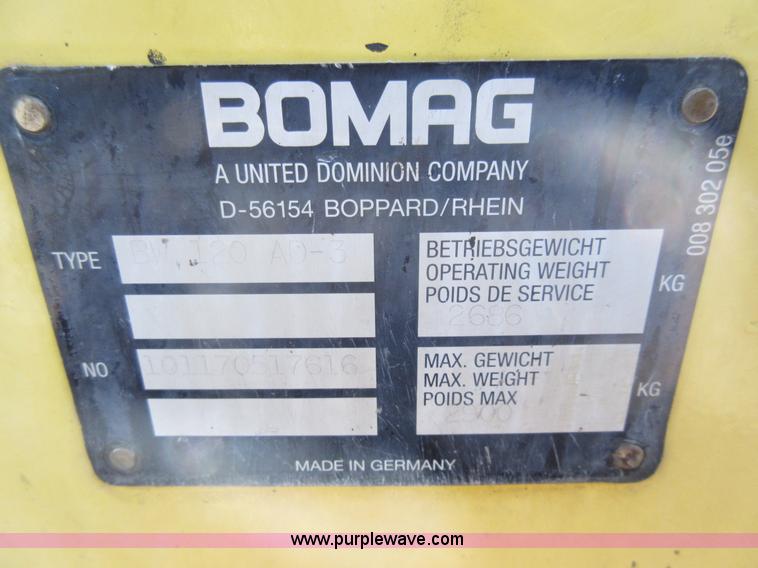 BOMAG
A UNITED DOMINION COMPANY
D-56154 BOPPARD/RHEIN
TYPE BW 120 AD-3
BETRIEBSGEWICHT
OPERATING WEIGHT
POIDS DE SERVICE
2686 KG
NO 101170517616
MAX. GEWICHT
MAX. WEIGHT
POIDS MAX
2900 KG
MADE IN GERMANY
008 302 05e
www.purplewave.com